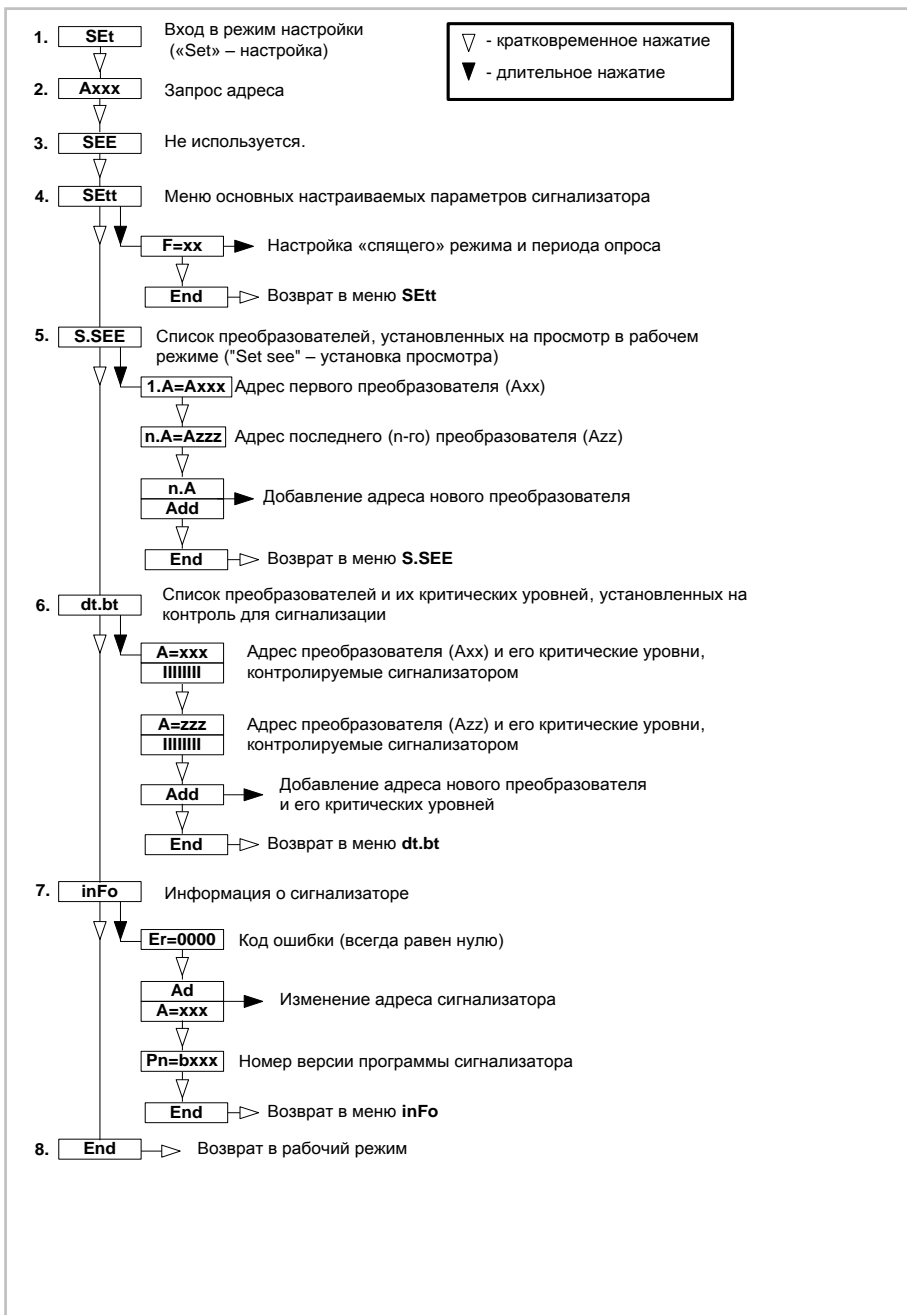 1. SEt Вход в режим настройки
(«Set» – настройка)
- кратковременное нажатие
- длительное нажатие
2. Axxx Запрос адреса
3. SEE Не используется.
4. SEtt Меню основных настраиваемых параметров сигнализатора
F=xx Настройка «спящего» режима и периода опроса
End Возврат в меню SEtt
5. S.SEE Список преобразователей, установленных на просмотр в рабочем
режиме ("Set see" – установка просмотра)
1.A=Axxx Адрес первого преобразователя (Axx)
n.A=Azzz Адрес последнего (n-го) преобразователя (Azz)
n.A
Add
Добавление адреса нового преобразователя
End Возврат в меню S.SEE
6. dt.bt Список преобразователей и их критических уровней, установленных на
контроль для сигнализации
A=xxx Адрес преобразователя (Axx) и его критические уровни,
IIIIIIII контролируемые сигнализатором
A=zzz Адрес преобразователя (Azz) и его критические уровни,
IIIIIIII контролируемые сигнализатором
Add Добавление адреса нового преобразователя
и его критических уровней
End Возврат в меню dt.bt
7. inFo Информация о сигнализаторе
Er=0000 Код ошибки (всегда равен нулю)
Ad
A=xxx
Изменение адреса сигнализатора
Pn=bxxx Номер версии программы сигнализатора
End Возврат в меню inFo
8. End Возврат в рабочий режим